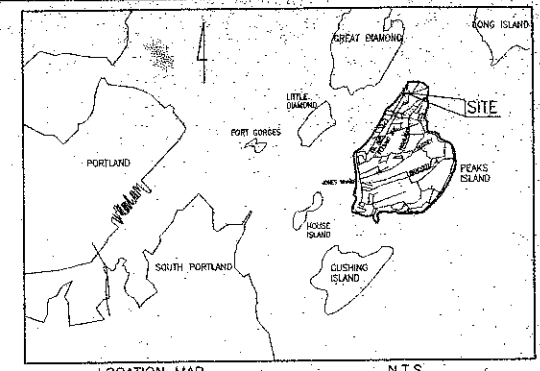 LONG ISLAND
GREAT DIAMOND
LITTLE
DIAMOND
SITE
FORT GORGES
PORTLAND
PEAKS
ISLAND
HOUSE
ISLAND
SOUTH PORTLAND
CUSHING
ISLAND
LOCATION MAP N.T.S.